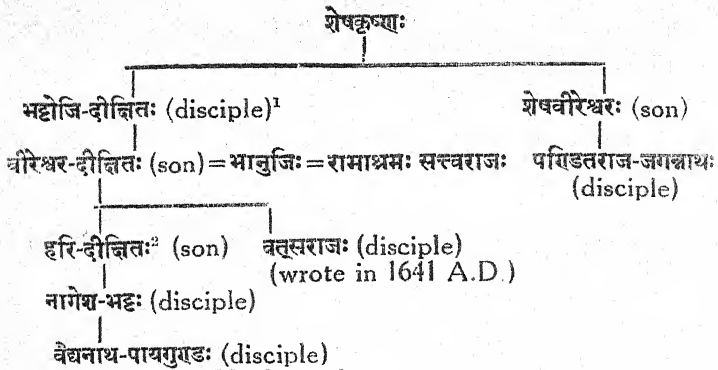 शेषकृष्णः
भट्टोजि-दीक्षितः (disciple)¹ शेषवीरेश्वरः (son)
वीरेश्वर-दीक्षितः (son) = भानुजिः = रामाश्रमः सत्त्वराजः पण्डितराज-जगन्नाथः
(disciple)
हरि-दीक्षितः² (son) वत्सराजः (disciple)
(wrote in 1641 A.D.)
नागेश-भट्टः (disciple)
वैद्यनाथ-पायगुण्डः (disciple)